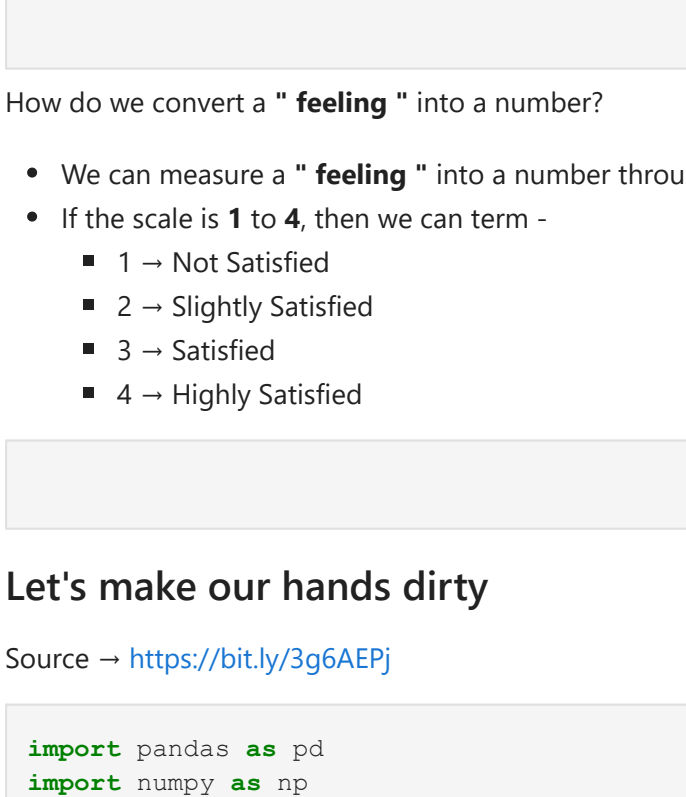 How do we convert a " feeling " into a number?
• We can measure a " feeling " into a number throu
• If the scale is 1 to 4, then we can term -
▪ 1 → Not Satisfied
▪ 2 → Slightly Satisfied
▪ 3 → Satisfied
▪ 4 → Highly Satisfied
Let's make our hands dirty
Source → https://bit.ly/3g6AEPj
import pandas as pd
import numpy as np